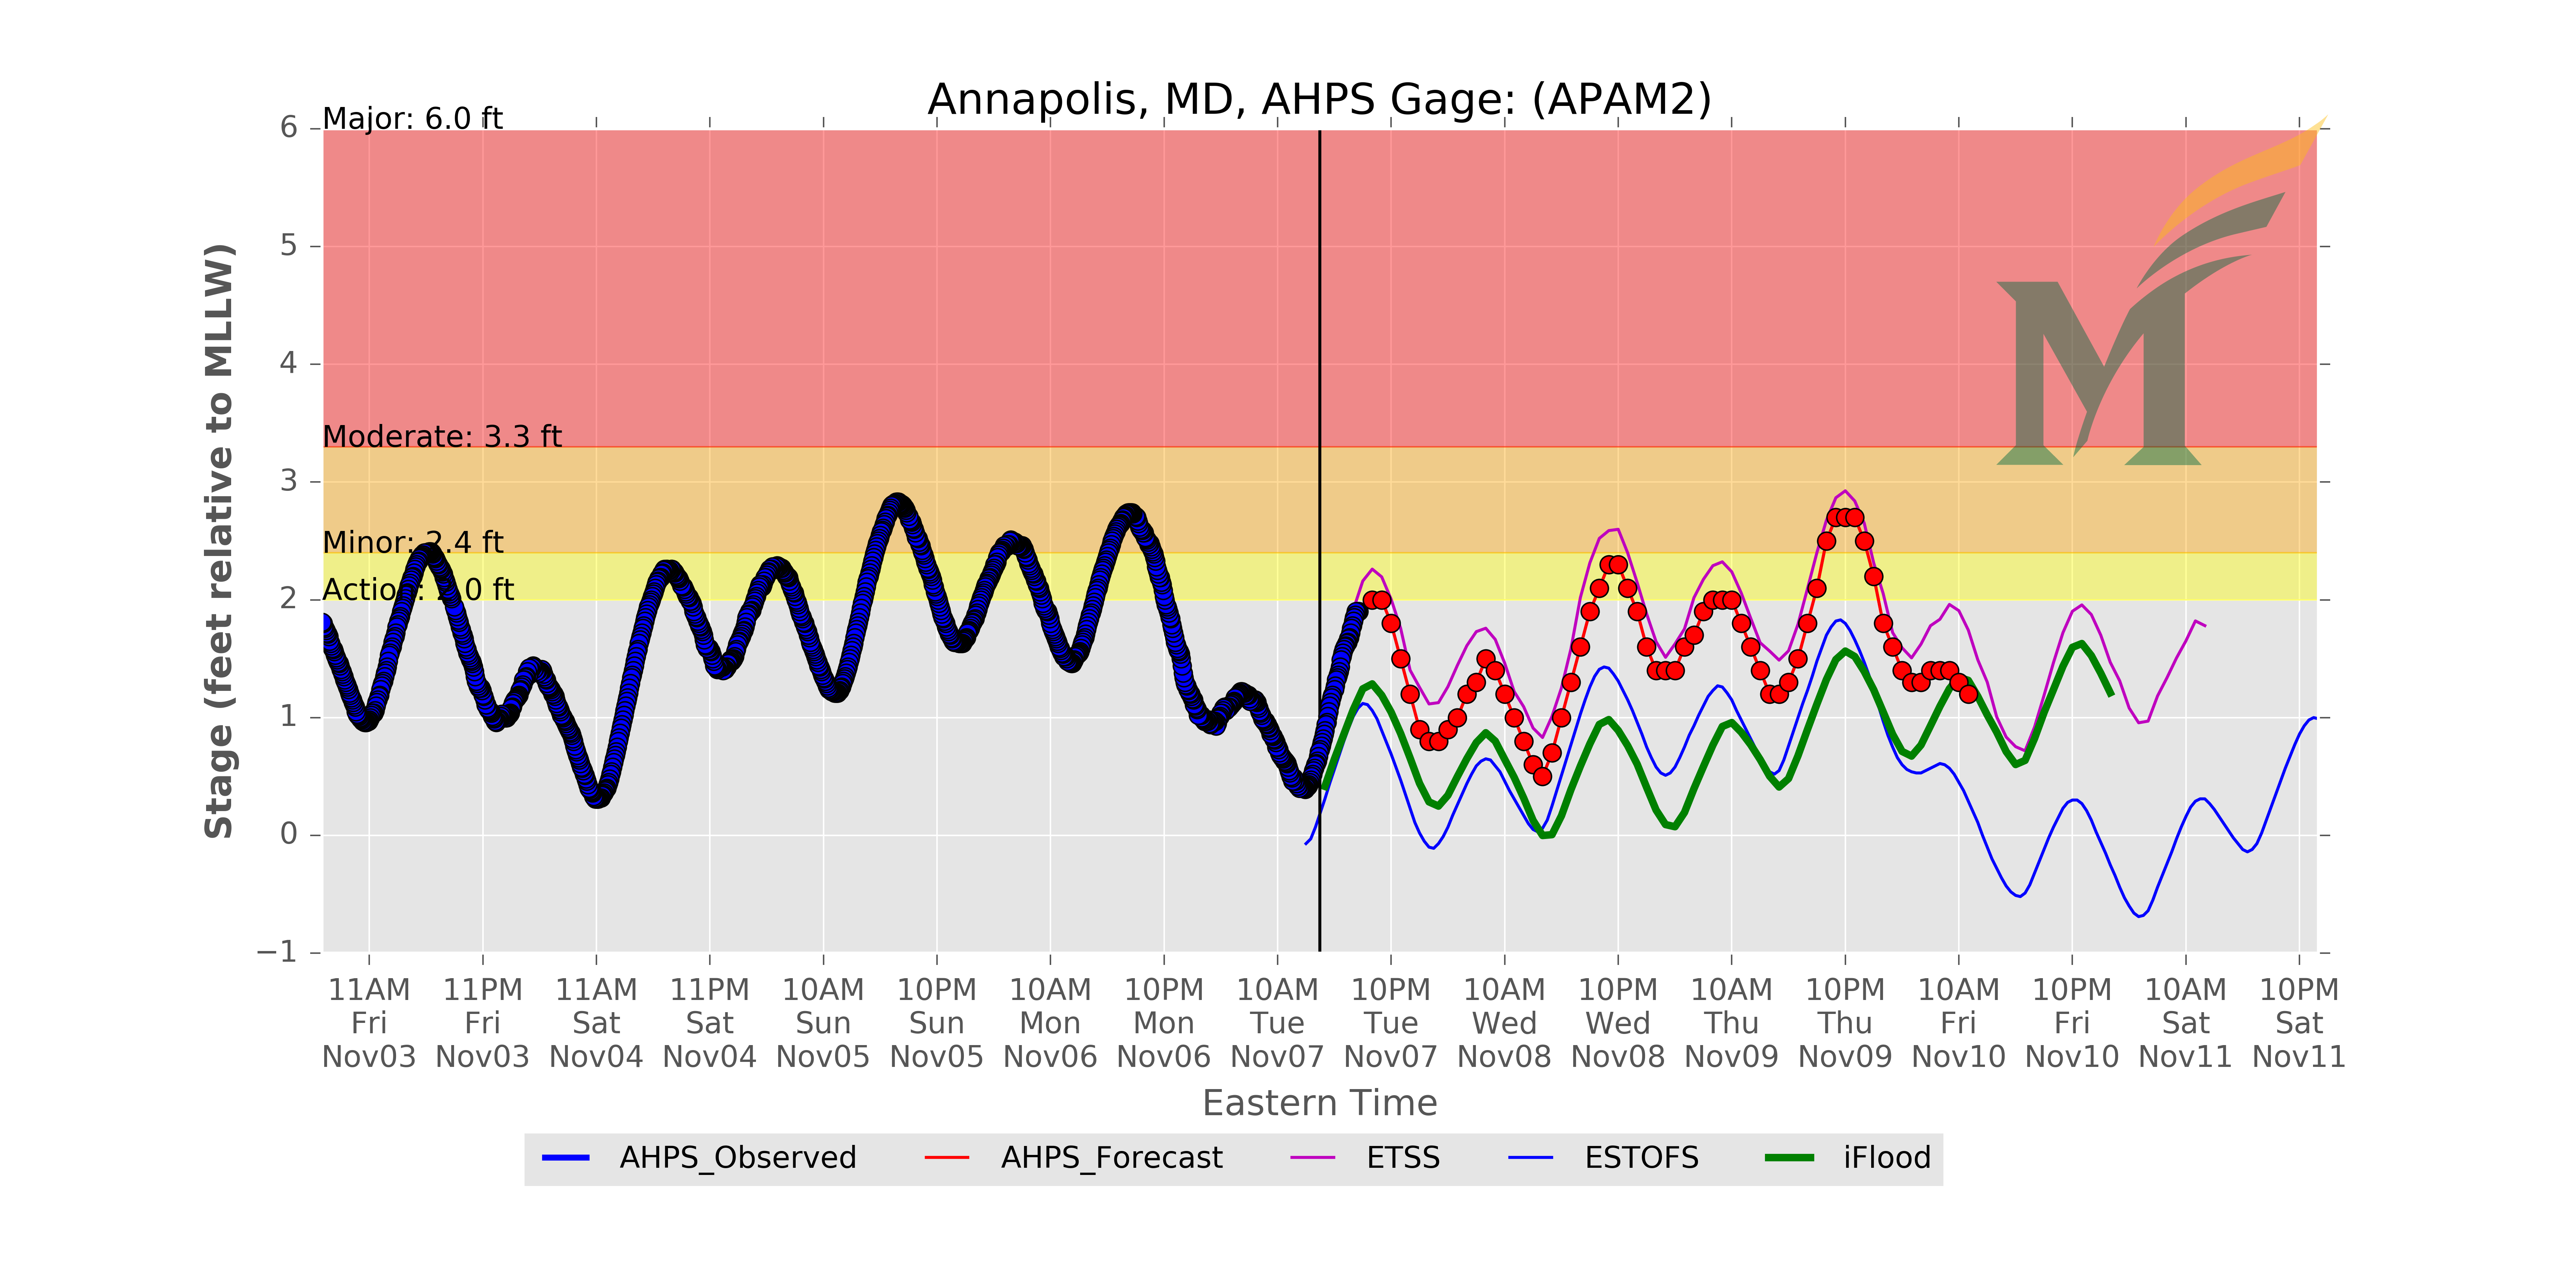 Annapolis, MD, AHPS Gage: (APAM2)
Major: 6.0 ft
Moderate: 3.3 ft
Minor: 2.4 ft
Action: 2.0 ft
Stage (feet relative to MLLW)
6
5
4
3
2
1
0
−1
11AM 11PM 11AM 11PM 10AM 10PM 10AM 10PM 10AM 10PM 10AM 10PM 10AM 10PM 10AM 10PM 10AM 10PM
Fri Fri Sat Sat Sun Sun Mon Mon Tue Tue Wed Wed Thu Thu Fri Fri Sat Sat
Nov03 Nov03 Nov04 Nov04 Nov05 Nov05 Nov06 Nov06 Nov07 Nov07 Nov08 Nov08 Nov09 Nov09 Nov10 Nov10 Nov11 Nov11
Eastern Time
AHPS_Observed AHPS_Forecast ETSS ESTOFS iFlood